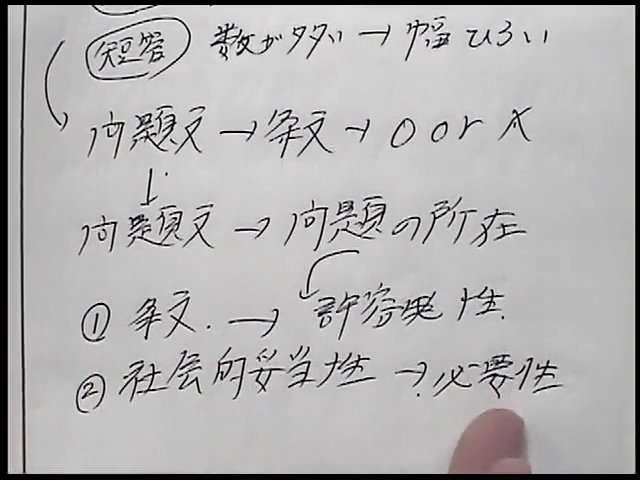 短答 数が多い→幅ひろい
問題文→条文→○ or ×
↓
問題文→問題の所在
① 条文.→ 許容性.
② 社会的妥当性→必要性